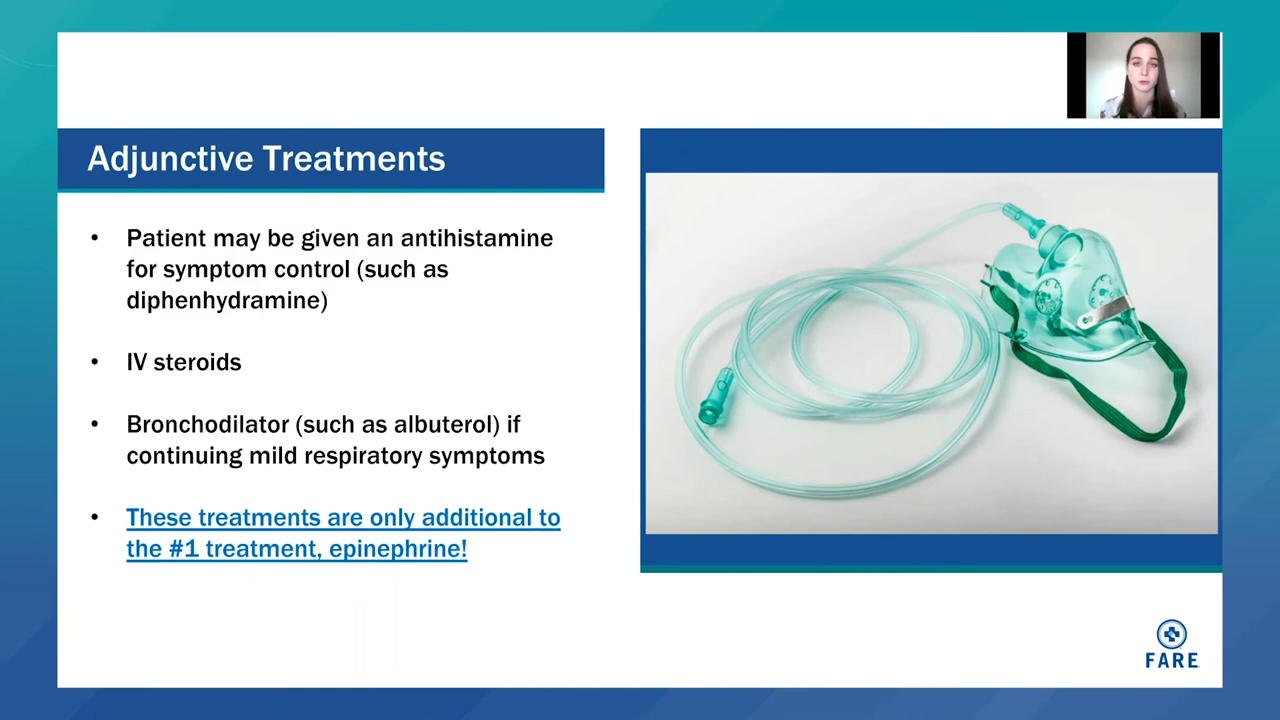 Adjunctive Treatments
• Patient may be given an antihistamine
for symptom control (such as
diphenhydramine)
• IV steroids
• Bronchodilator (such as albuterol) if
continuing mild respiratory symptoms
• These treatments are only additional to
the #1 treatment, epinephrine!
FARE